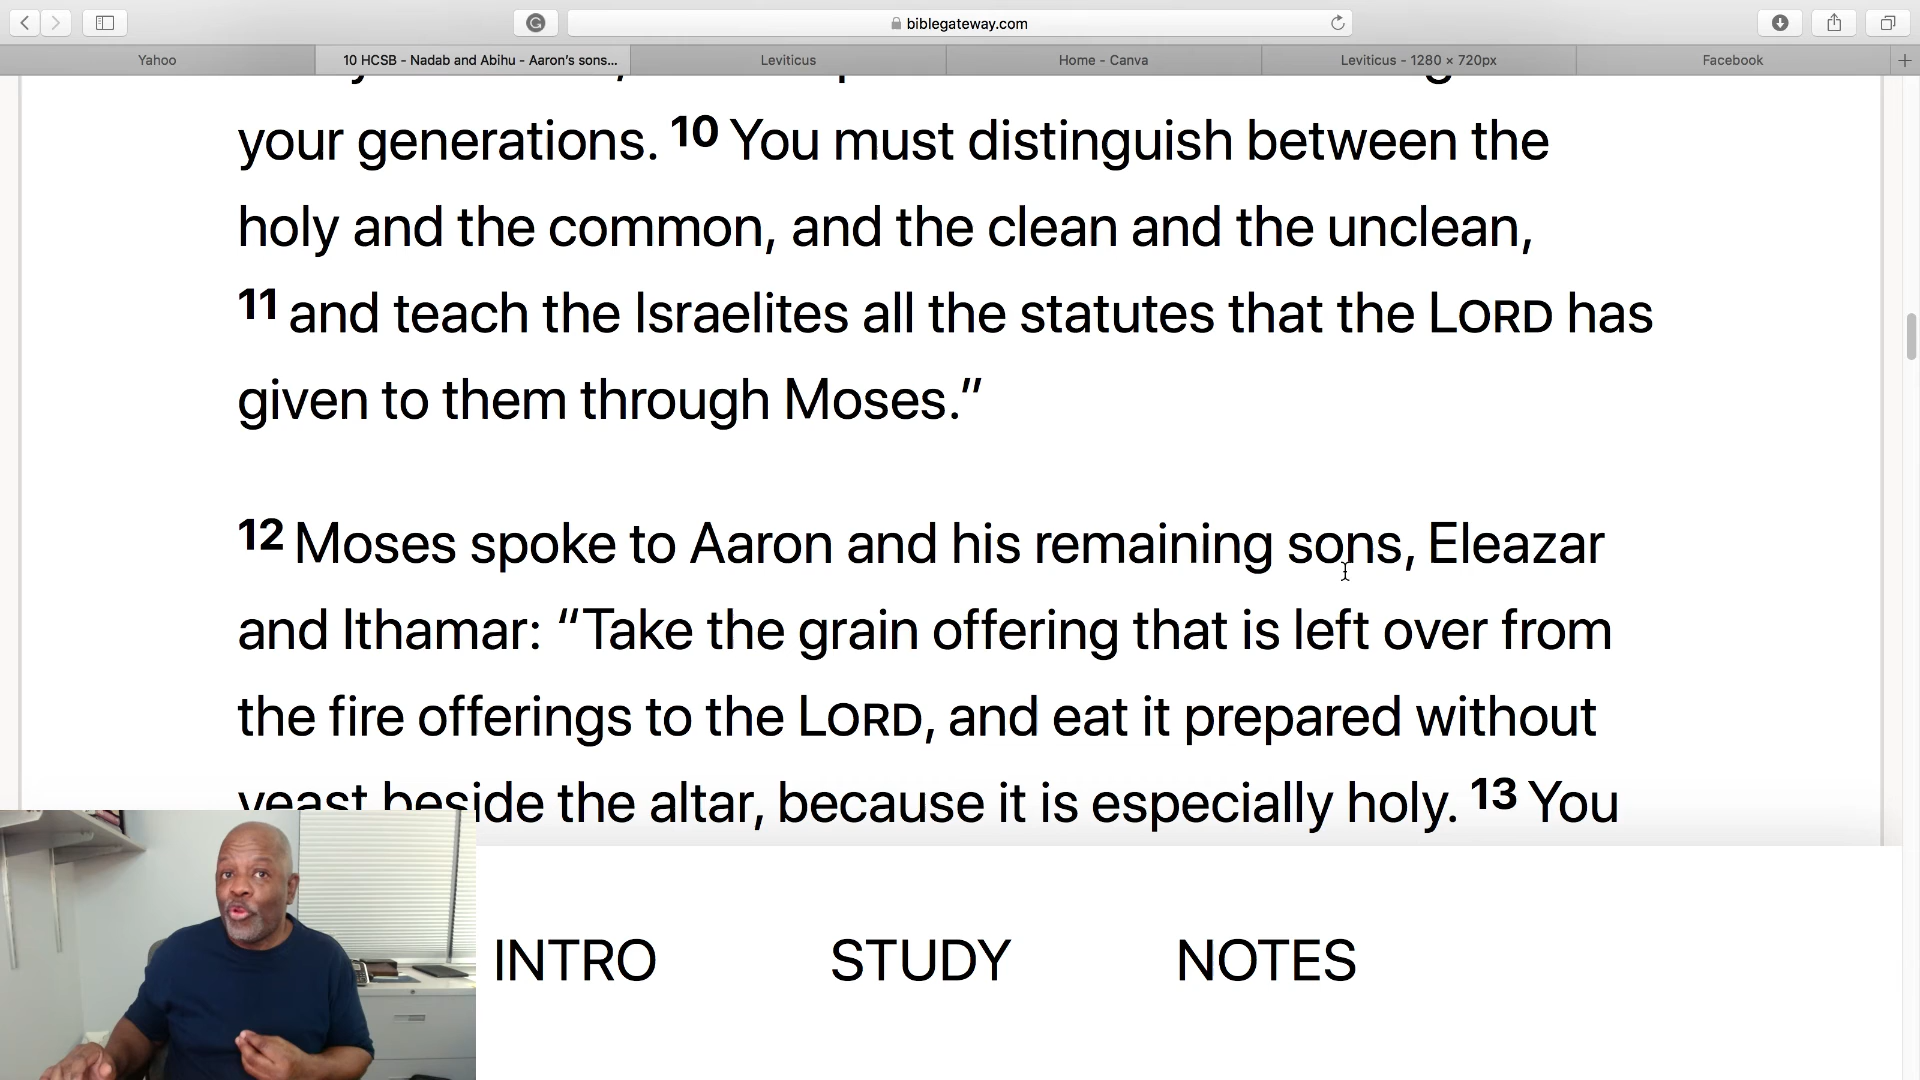 biblegateway.com
Yahoo
10 HCSB - Nadab and Abihu - Aaron’s sons...
Leviticus
Home - Canva
Leviticus - 1280 × 720px
Facebook
your generations. 10 You must distinguish between the
holy and the common, and the clean and the unclean,
11 and teach the Israelites all the statutes that the LORD has
given to them through Moses.”
12 Moses spoke to Aaron and his remaining sons, Eleazar
and Ithamar: “Take the grain offering that is left over from
the fire offerings to the LORD, and eat it prepared without
yeast beside the altar, because it is especially holy. 13 You
INTRO STUDY NOTES